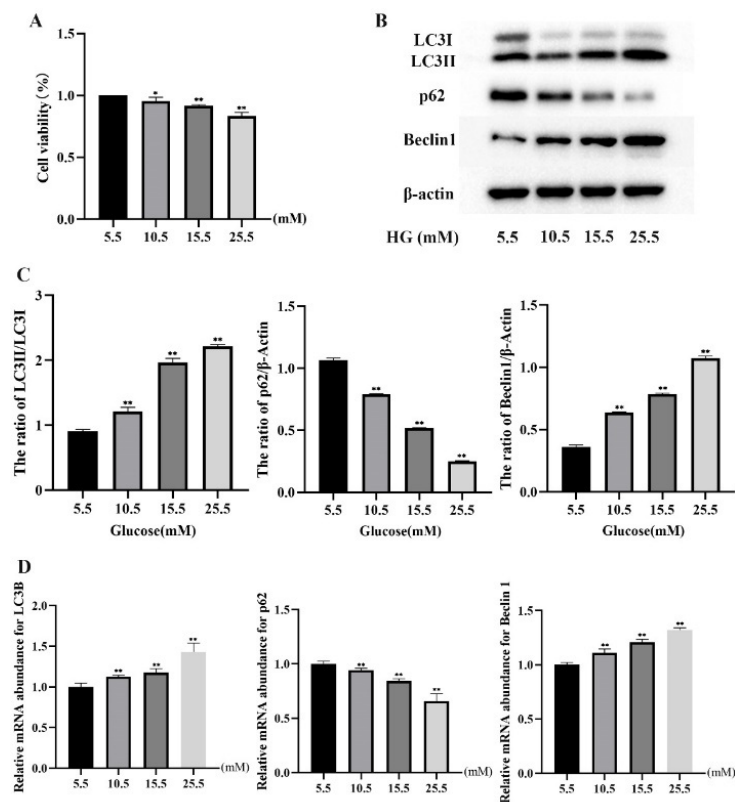 A
Cell viability (%)
1.5
1.0
0.5
0.0
* ** **
5.5 10.5 15.5 25.5 (mM)
B
LC3I
LC3II
p62
Beclin1
β-actin
HG (mM) 5.5 10.5 15.5 25.5
C
The ratio of LC3II/LC3I
3
2
1
0
** ** **
5.5 10.5 15.5 25.5
Glucose(mM)
The ratio of p62/β-Actin
1.5
1.0
0.5
0.0
** ** **
5.5 10.5 15.5 25.5
Glucose(mM)
The ratio of Beclin1/β-Actin
1.5
1.0
0.5
0.0
** ** **
5.5 10.5 15.5 25.5
Glucose(mM)
D
Relative mRNA abundance for LC3B
2.0
1.5
1.0
0.5
0.0
** ** **
5.5 10.5 15.5 25.5 (mM)
Relative mRNA abundance for p62
1.5
1.0
0.5
0.0
** ** **
5.5 10.5 15.5 25.5 (mM)
Relative mRNA abundance for Beclin 1
1.5
1.0
0.5
0.0
** ** **
5.5 10.5 15.5 25.5 (mM)